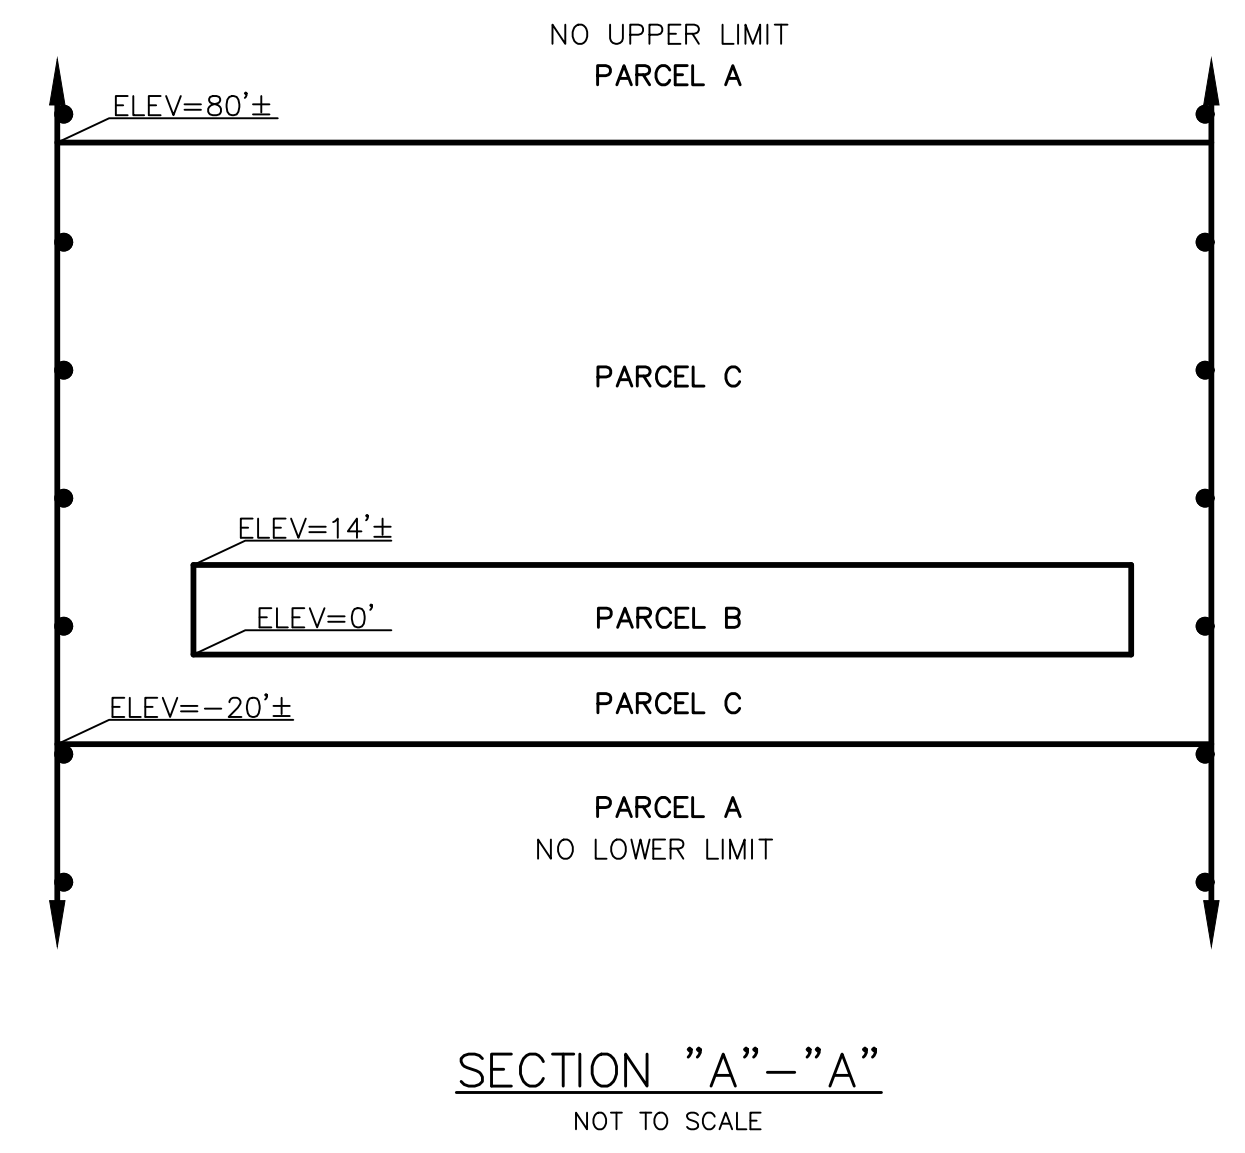 NO UPPER LIMIT
PARCEL A
ELEV=80'±
PARCEL C
ELEV=14'±
ELEV=0'
PARCEL B
PARCEL C
ELEV=-20'±
PARCEL A
NO LOWER LIMIT
SECTION "A"-"A"
NOT TO SCALE